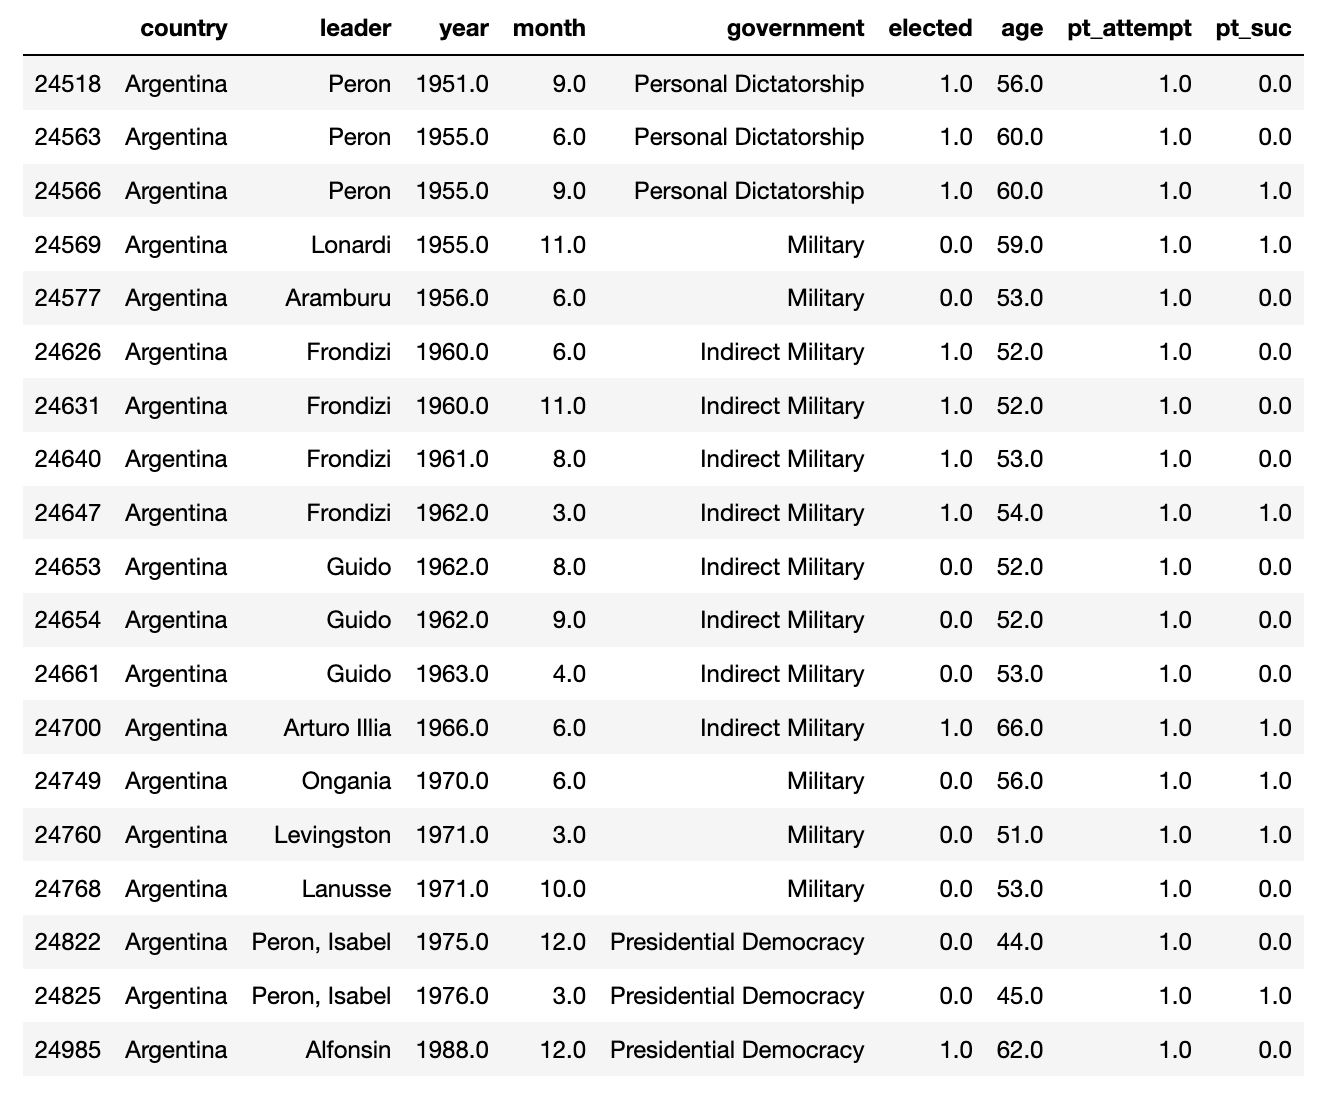 country leader year month government elected age pt_attempt pt_suc
24518 Argentina Peron 1951.0 9.0 Personal Dictatorship 1.0 56.0 1.0 0.0
24563 Argentina Peron 1955.0 6.0 Personal Dictatorship 1.0 60.0 1.0 0.0
24566 Argentina Peron 1955.0 9.0 Personal Dictatorship 1.0 60.0 1.0 1.0
24569 Argentina Lonardi 1955.0 11.0 Military 0.0 59.0 1.0 1.0
24577 Argentina Aramburu 1956.0 6.0 Military 0.0 53.0 1.0 0.0
24626 Argentina Frondizi 1960.0 6.0 Indirect Military 1.0 52.0 1.0 0.0
24631 Argentina Frondizi 1960.0 11.0 Indirect Military 1.0 52.0 1.0 0.0
24640 Argentina Frondizi 1961.0 8.0 Indirect Military 1.0 53.0 1.0 0.0
24647 Argentina Frondizi 1962.0 3.0 Indirect Military 1.0 54.0 1.0 1.0
24653 Argentina Guido 1962.0 8.0 Indirect Military 0.0 52.0 1.0 0.0
24654 Argentina Guido 1962.0 9.0 Indirect Military 0.0 52.0 1.0 0.0
24661 Argentina Guido 1963.0 4.0 Indirect Military 0.0 53.0 1.0 0.0
24700 Argentina Arturo Illia 1966.0 6.0 Indirect Military 1.0 66.0 1.0 1.0
24749 Argentina Ongania 1970.0 6.0 Military 0.0 56.0 1.0 1.0
24760 Argentina Levingston 1971.0 3.0 Military 0.0 51.0 1.0 1.0
24768 Argentina Lanusse 1971.0 10.0 Military 0.0 53.0 1.0 0.0
24822 Argentina Peron, Isabel 1975.0 12.0 Presidential Democracy 0.0 44.0 1.0 0.0
24825 Argentina Peron, Isabel 1976.0 3.0 Presidential Democracy 0.0 45.0 1.0 1.0
24985 Argentina Alfonsin 1988.0 12.0 Presidential Democracy 1.0 62.0 1.0 0.0